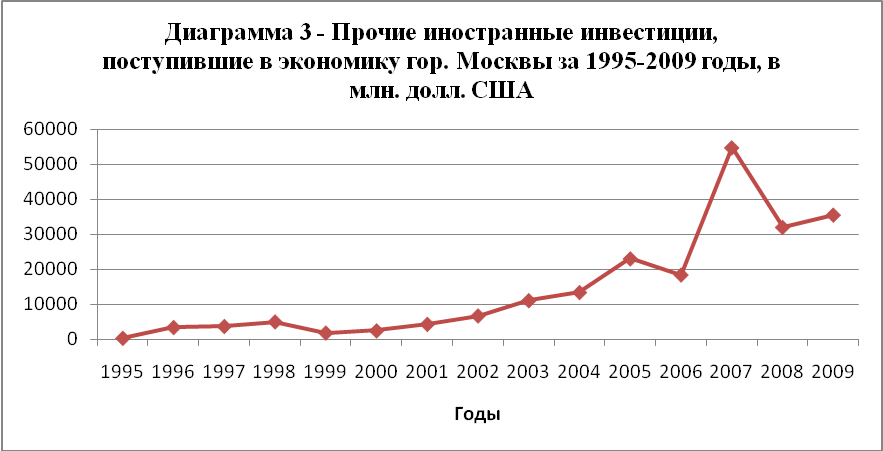 Диаграмма 3 - Прочие иностранные инвестиции,
поступившие в экономику гор. Москвы за 1995-2009 годы, в
млн. долл. США
60000
50000
40000
30000
20000
10000
0
1995 1996 1997 1998 1999 2000 2001 2002 2003 2004 2005 2006 2007 2008 2009
Годы